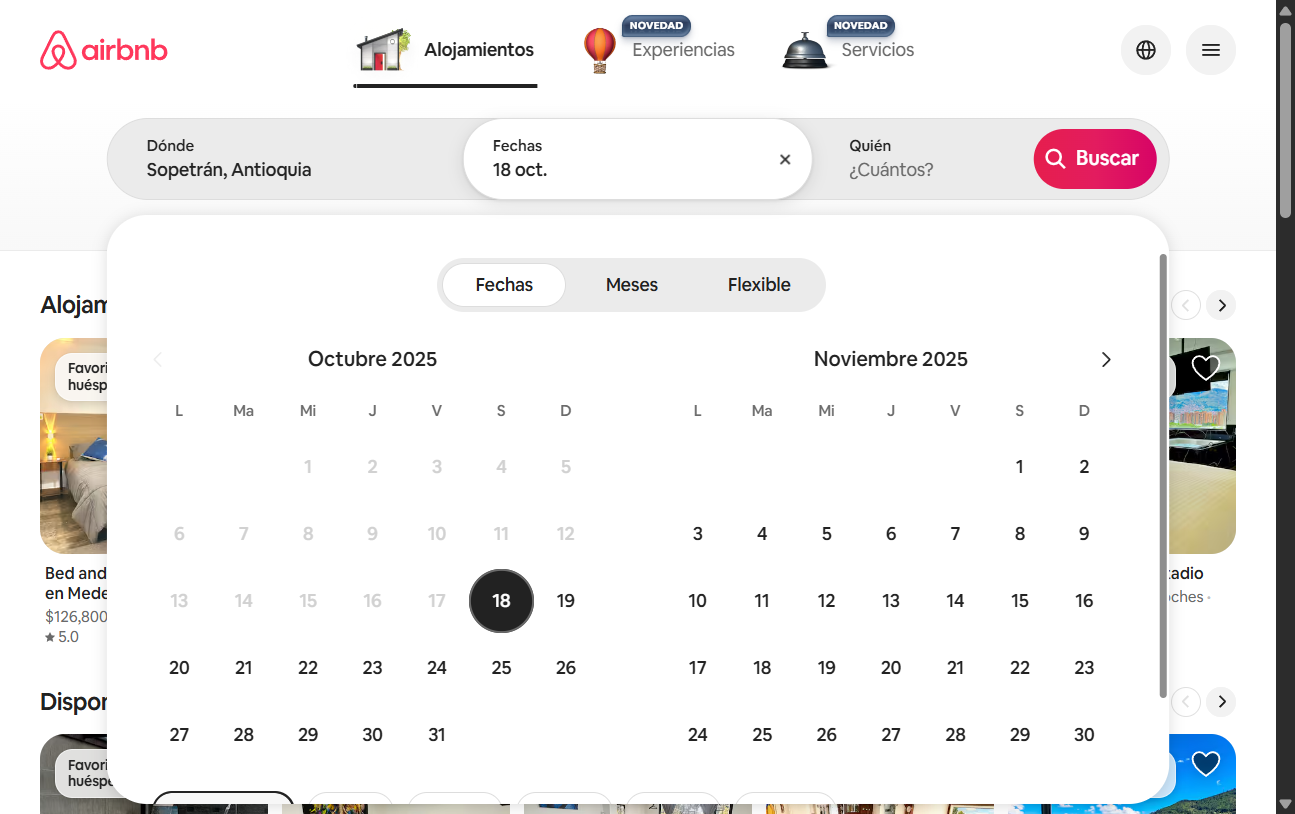 airbnb
Alojamientos
NOVEDAD
Experiencias
NOVEDAD
Servicios
Dónde
Sopetrán, Antioquia
Fechas
18 oct.
Quién
¿Cuántos?
Buscar
Fechas
Meses
Flexible
Octubre 2025
L Ma Mi J V S D
1 2 3 4 5
6 7 8 9 10 11 12
13 14 15 16 17 18 19
20 21 22 23 24 25 26
27 28 29 30 31
Noviembre 2025
L Ma Mi J V S D
1 2
3 4 5 6 7 8 9
10 11 12 13 14 15 16
17 18 19 20 21 22 23
24 25 26 27 28 29 30
Alojam
Favori
huésp
Bed and
en Mede
$126,800
5.0
tadio
oches ·
Dispon
Favori
huéspe